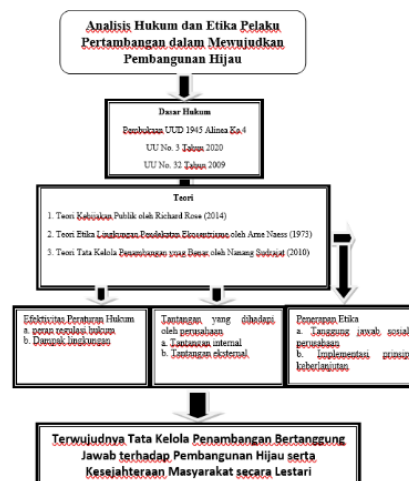 Analisis Hukum dan Etika Pelaku
Pertambangan dalam Mewujudkan
Pembangunan Hijau
Dasar Hukum
Pembukaan UUD 1945 Alinea Ke,4
UU No. 3 Tahun 2020
UU No. 32 Tahun 2009
Teori
1. Teori Kebijakan Publik oleh Richard Rose (2014)
2. Teori Etika Lingkungan Pendekatan Ekosentrisme oleh Arne Naess (1973)
3. Teori Tata Kelola Penambangan yang Benar oleh Nanang Sudrajat (2010)
Efektivitas Peraturan Hukum
a. peran regulasi hukum
b. Dampak lingkungan
Tantangan yang dihadapi
oleh perusahaan
a. Tantangan internal
b. Tantangan eksternal
Penerapan Etika
a. Tanggung jawab sosial
perusahaan
b. Implementasi prinsip
keberlanjutan
Terwujudnya Tata Kelola Penambangan Bertanggung
Jawab terhadap Pembangunan Hijau serta
Kesejahteraan Masyarakat secara Lestari